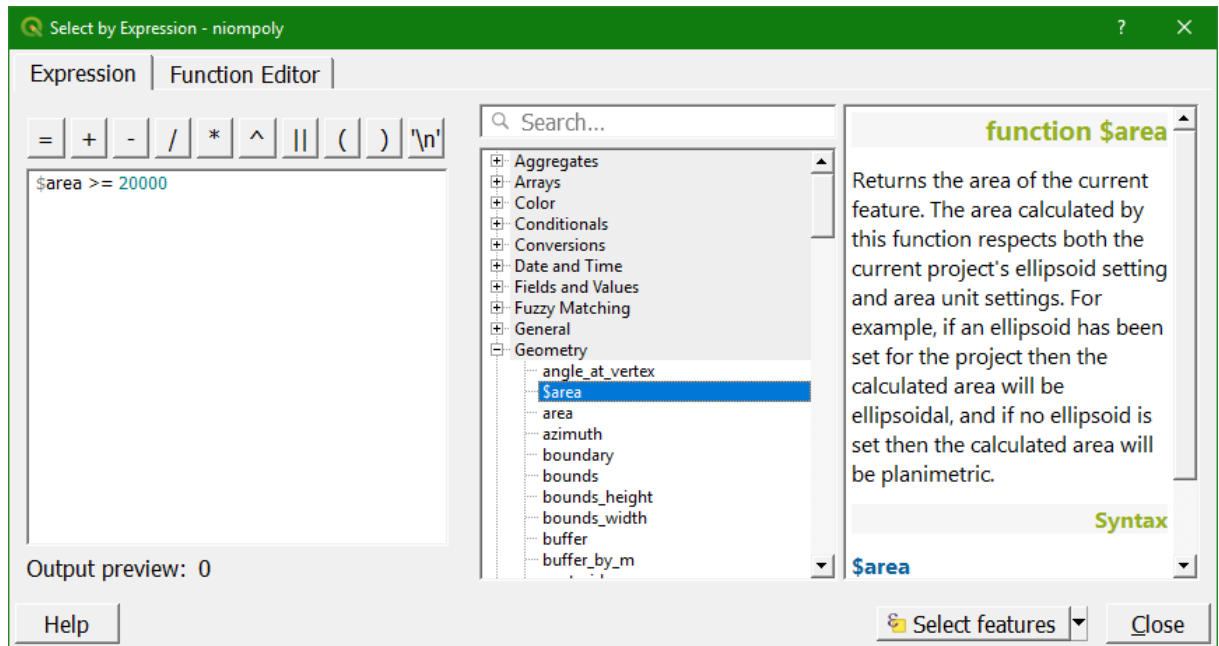 Select by Expression - niompoly
?
Expression
Function Editor
= + - / * ^ || ( ) '\n'
$area >= 20000
Output preview: 0
Search...
Aggregates
Arrays
Color
Conditionals
Conversions
Date and Time
Fields and Values
Fuzzy Matching
General
Geometry
angle_at_vertex
$area
area
azimuth
boundary
bounds
bounds_height
bounds_width
buffer
buffer_by_m
function $area
Returns the area of the current
feature. The area calculated by
this function respects both the
current project's ellipsoid setting
and area unit settings. For
example, if an ellipsoid has been
set for the project then the
calculated area will be
ellipsoidal, and if no ellipsoid is
set then the calculated area will
be planimetric.
Syntax
$area
Help
Select features
Close